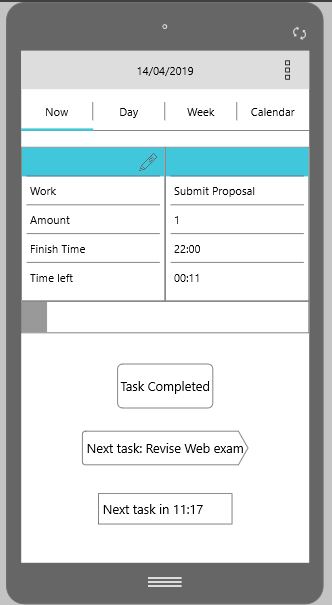 14/04/2019
Now Day Week Calendar
Work Submit Proposal
Amount 1
Finish Time 22:00
Time left 00:11
Task Completed
Next task: Revise Web exam
Next task in 11:17